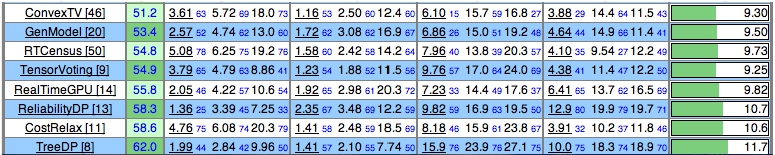 ConvexTV [46] 51.2 3.61 63 5.72 69 18.0 73 1.16 53 2.50 60 12.4 60 6.10 15 15.7 59 16.8 27 3.88 29 14.4 64 11.5 43 9.30
GenModel [20] 53.4 2.57 52 4.74 62 13.0 60 1.72 62 3.08 62 16.9 67 6.86 26 15.0 51 19.2 48 4.64 44 14.9 66 11.4 41 9.50
RTCensus [50] 54.8 5.08 78 6.25 75 19.2 76 1.58 60 2.42 58 14.2 64 7.96 40 13.8 39 20.3 57 4.10 35 9.54 27 12.2 49 9.73
TensorVoting [9] 54.9 3.79 65 4.79 63 8.86 41 1.23 54 1.88 52 11.5 56 9.76 57 17.0 64 24.0 69 4.38 41 11.4 47 12.2 50 9.25
RealTimeGPU [14] 55.8 2.05 46 4.22 57 10.6 54 1.92 65 2.98 61 20.3 72 7.23 33 14.4 49 17.6 37 6.41 65 13.7 62 16.5 69 9.82
ReliabilityDP [13] 58.3 1.36 25 3.39 45 7.25 33 2.35 67 3.48 69 12.2 59 9.82 59 16.9 63 19.5 50 12.9 80 19.9 79 19.7 71 10.7
CostRelax [11] 58.6 4.76 75 6.08 74 20.3 79 1.41 58 2.48 59 18.5 69 8.18 46 15.9 61 23.8 67 3.91 32 10.2 37 11.8 46 10.6
TreeDP [8] 62.0 1.99 44 2.84 42 9.96 50 1.41 57 2.10 55 7.74 50 15.9 76 23.9 76 27.1 75 10.0 75 18.3 74 18.9 70 11.7